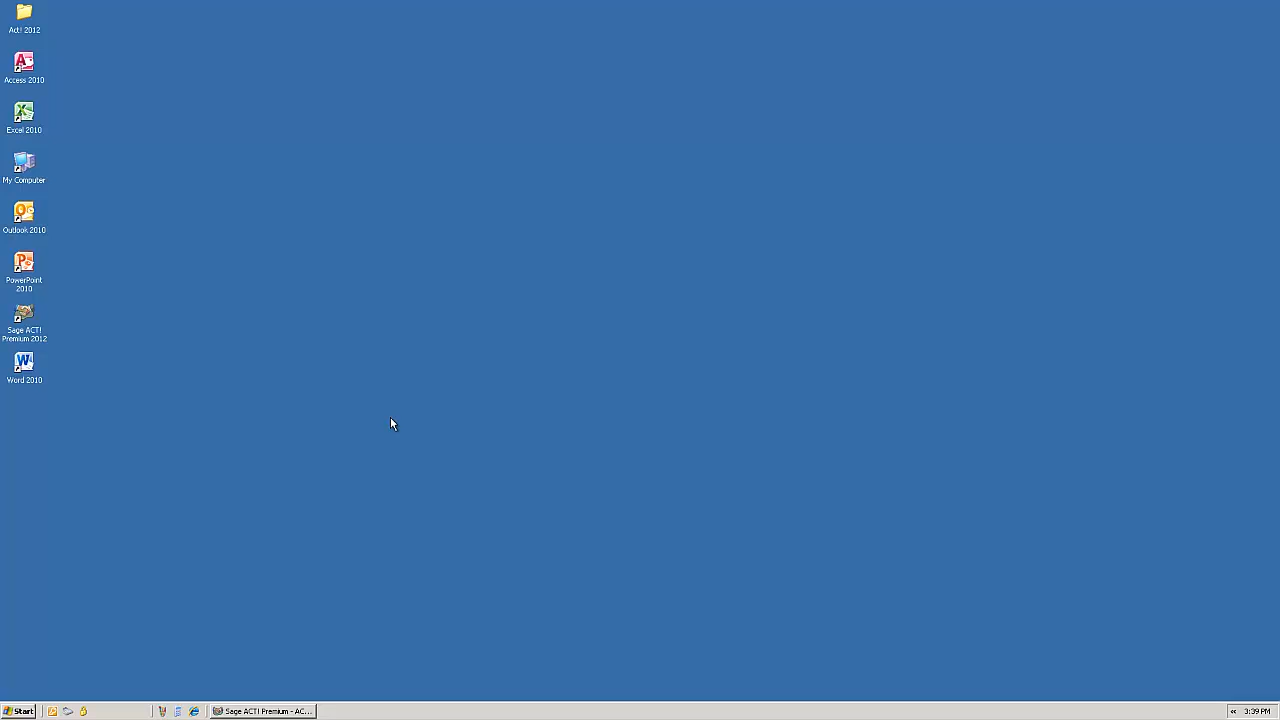 Act! 2012
Access 2010
Excel 2010
My Computer
Outlook 2010
PowerPoint
2010
Sage ACT!
Premium 2012
Word 2010
Start
Sage ACT! Premium - AC...
3:39 PM